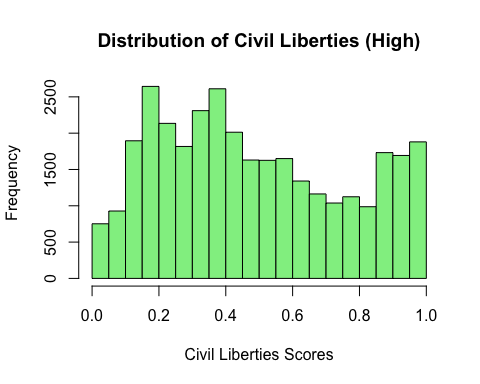 Distribution of Civil Liberties (High)
Frequency
2500
1500
500
0
0.0 0.2 0.4 0.6 0.8 1.0
Civil Liberties Scores